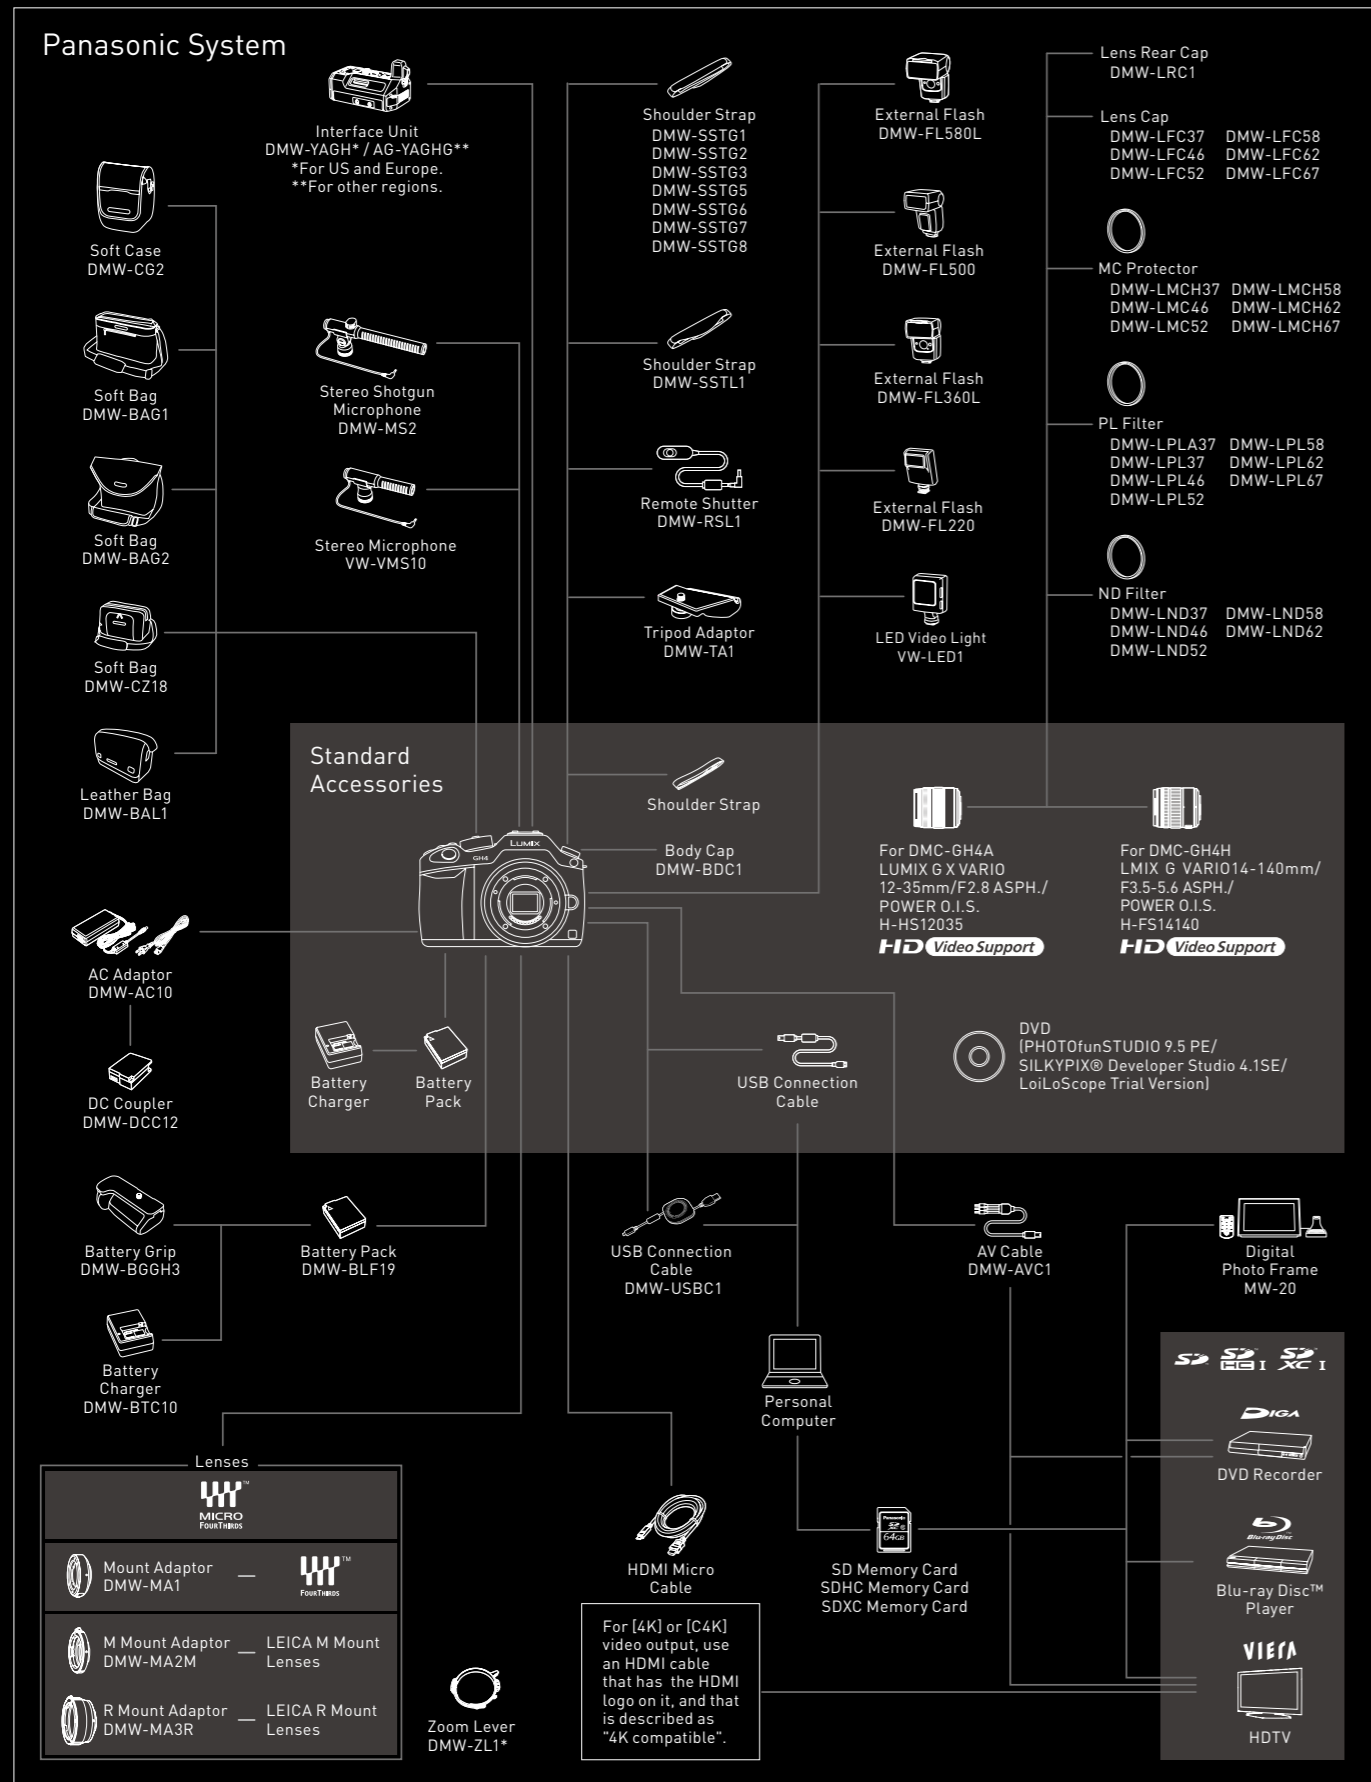 Panasonic System
Interface Unit
DMW-YAGH* / AG-YAGHG**
*For US and Europe.
**For other regions.
Soft Case
DMW-CG2
Soft Bag
DMW-BAG1
Soft Bag
DMW-BAG2
Soft Bag
DMW-CZ18
Leather Bag
DMW-BAL1
Stereo Shotgun
Microphone
DMW-MS2
Stereo Microphone
VW-VMS10
Shoulder Strap
DMW-SSTG1
DMW-SSTG2
DMW-SSTG3
DMW-SSTG5
DMW-SSTG6
DMW-SSTG7
DMW-SSTG8
Shoulder Strap
DMW-SSTL1
Remote Shutter
DMW-RSL1
Tripod Adaptor
DMW-TA1
External Flash
DMW-FL580L
External Flash
DMW-FL500
External Flash
DMW-FL360L
External Flash
DMW-FL220
LED Video Light
VW-LED1
Lens Rear Cap
DMW-LRC1
Lens Cap
DMW-LFC37 DMW-LFC58
DMW-LFC46 DMW-LFC62
DMW-LFC52 DMW-LFC67
MC Protector
DMW-LMCH37 DMW-LMCH58
DMW-LMC46 DMW-LMCH62
DMW-LMC52 DMW-LMCH67
PL Filter
DMW-LPLA37 DMW-LPL58
DMW-LPL37 DMW-LPL62
DMW-LPL46 DMW-LPL67
DMW-LPL52
ND Filter
DMW-LND37 DMW-LND58
DMW-LND46 DMW-LND62
DMW-LND52
Standard
Accessories
Shoulder Strap
Body Cap
DMW-BDC1
LUMIX
GH4
For DMC-GH4A
LUMIX G X VARIO
12-35mm/F2.8 ASPH./
POWER O.I.S.
H-HS12035
HD Video Support
For DMC-GH4H
LMIX G VARIO14-140mm/
F3.5-5.6 ASPH./
POWER O.I.S.
H-FS14140
HD Video Support
AC Adaptor
DMW-AC10
DC Coupler
DMW-DCC12
Battery
Charger
Battery
Pack
USB Connection
Cable
DVD
(PHOTOfunSTUDIO 9.5 PE/
SILKYPIX® Developer Studio 4.1SE/
LoiLoScope Trial Version)
Battery Grip
DMW-BGGH3
Battery Pack
DMW-BLF19
Battery
Charger
DMW-BTC10
USB Connection
Cable
DMW-USBC1
AV Cable
DMW-AVC1
Digital
Photo Frame
MW-20
Personal
Computer
SD SDHC I SDXC I
DIGA
DVD Recorder
Blu-ray Disc
Blu-ray Disc™
Player
VIERA
HDTV
Lenses
MICRO
FOURTHIRDS
Mount Adaptor
DMW-MA1
FOURTHIRDS
M Mount Adaptor — LEICA M Mount
DMW-MA2M Lenses
R Mount Adaptor — LEICA R Mount
DMW-MA3R Lenses
Zoom Lever
DMW-ZL1*
HDMI Micro
Cable
For [4K] or [C4K]
video output, use
an HDMI cable
that has the HDMI
logo on it, and that
is described as
"4K compatible".
Panasonic
64GB
SD Memory Card
SDHC Memory Card
SDXC Memory Card